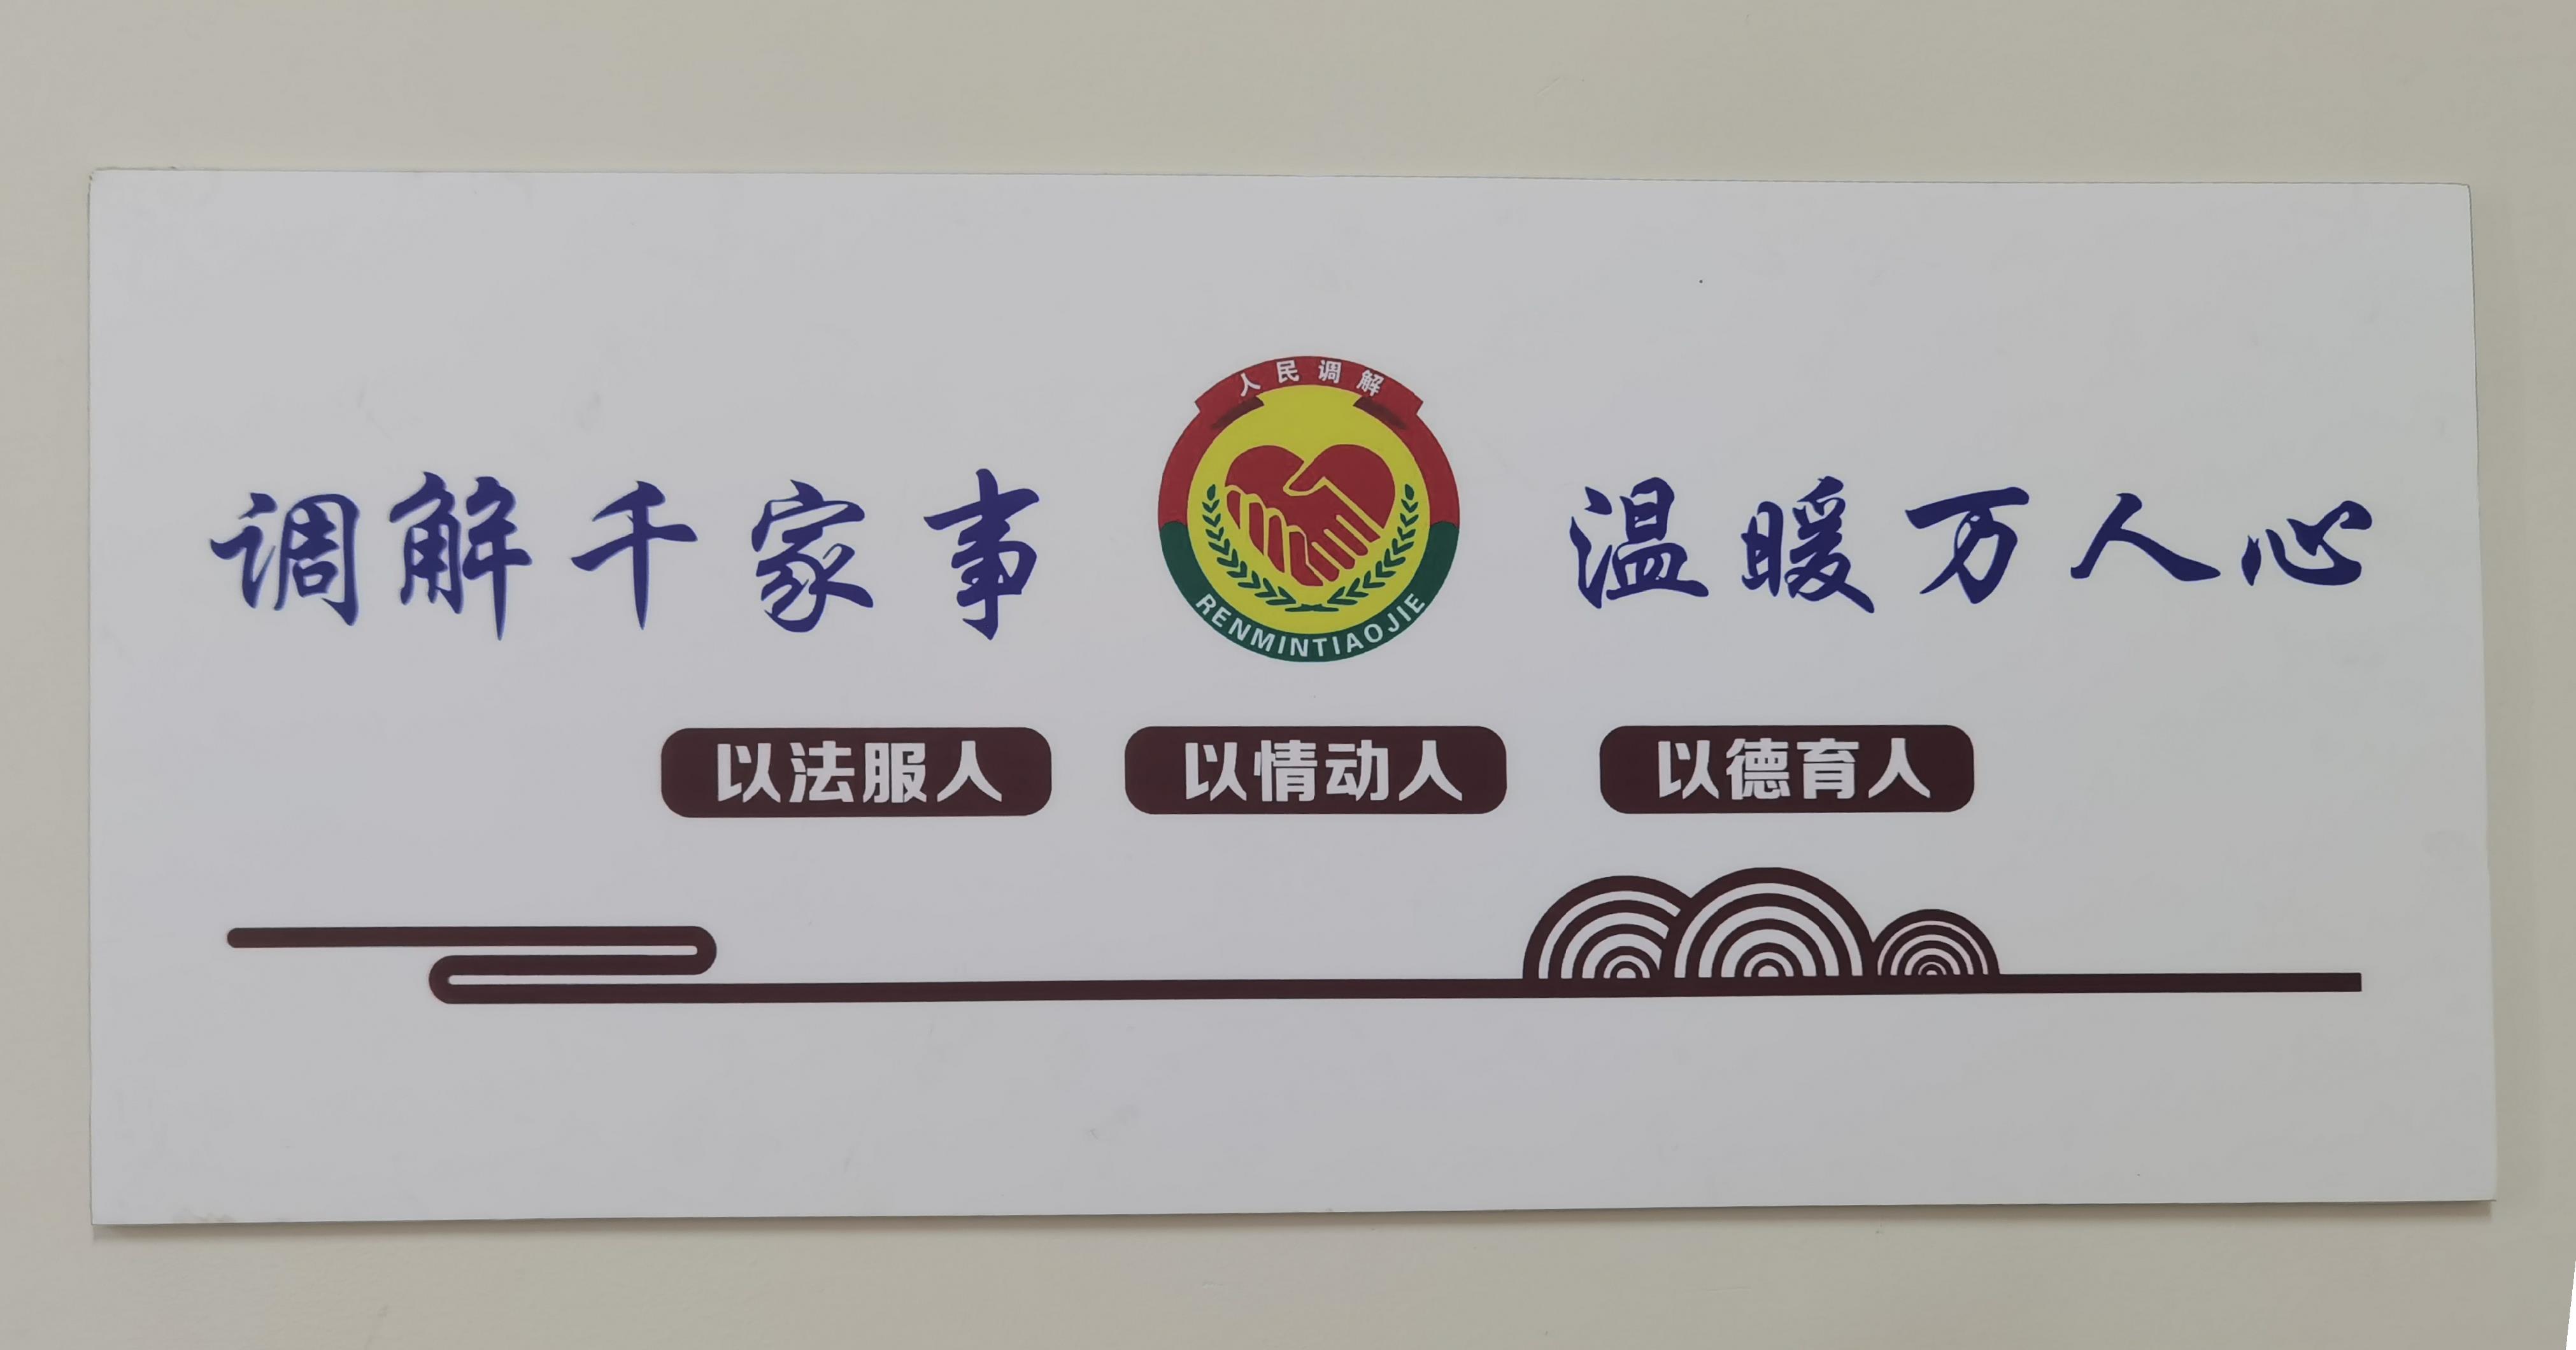 人民调解
调解千家事 温暖万人心
RENMINTIAOJIE
以法服人 以情动人 以德育人